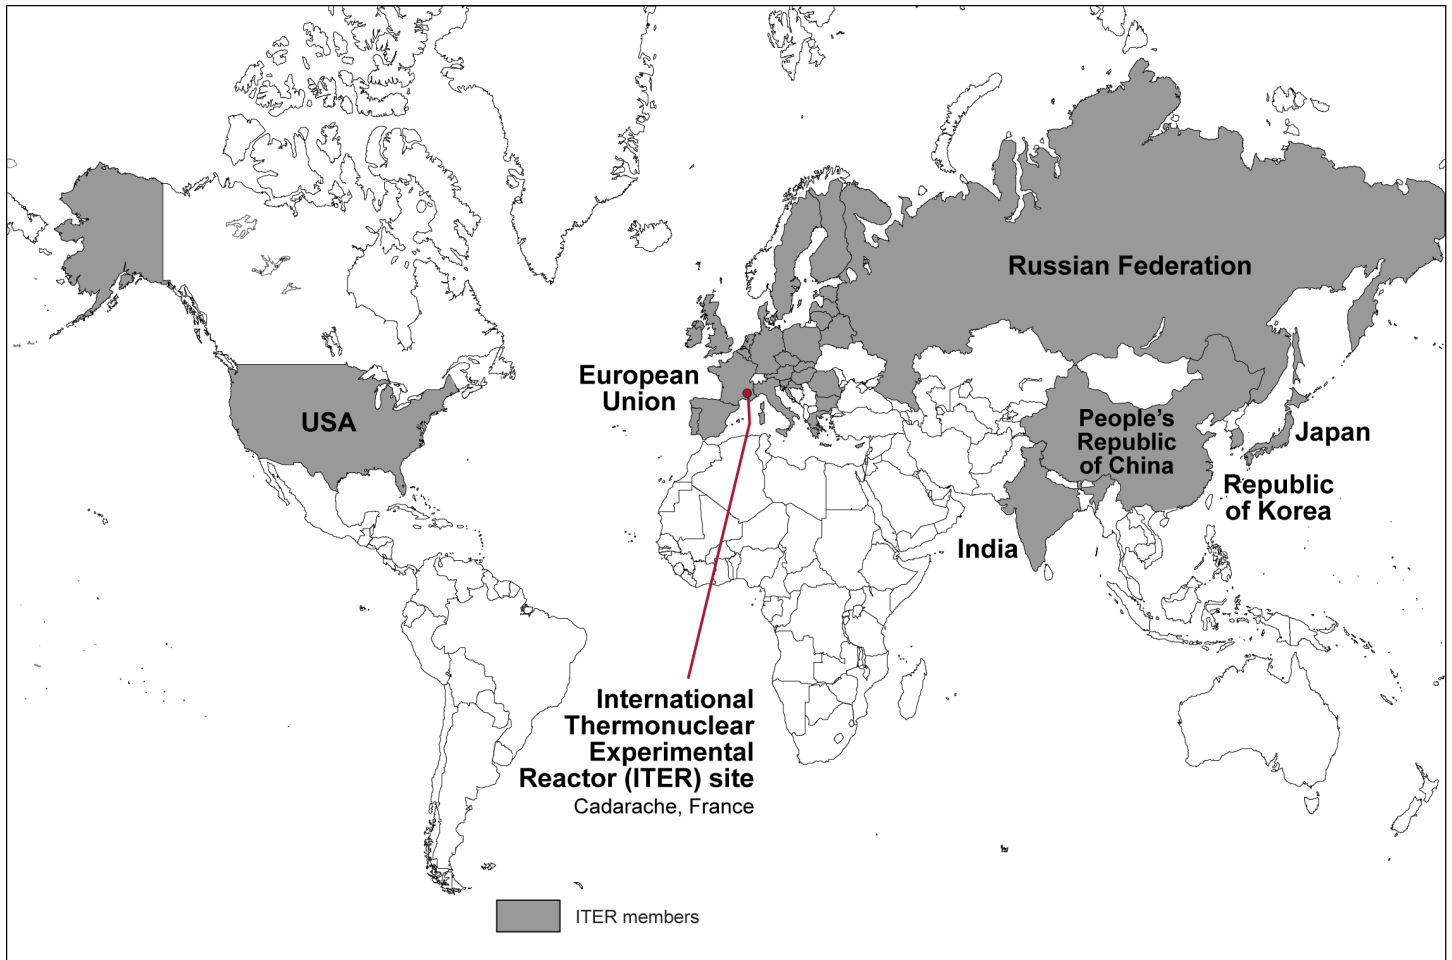 Russian Federation
European
Union
USA
People's
Republic
of China
Japan
Republic
of Korea
India
International
Thermonuclear
Experimental
Reactor (ITER) site
Cadarache, France
ITER members